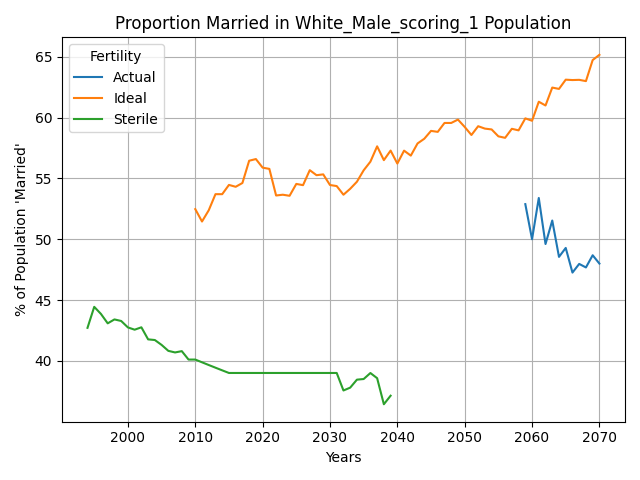 Proportion Married in White_Male_scoring_1 Population
% of Population 'Married'
65
60
55
50
45
40
Fertility
Actual
Ideal
Sterile
2000 2010 2020 2030 2040 2050 2060 2070
Years